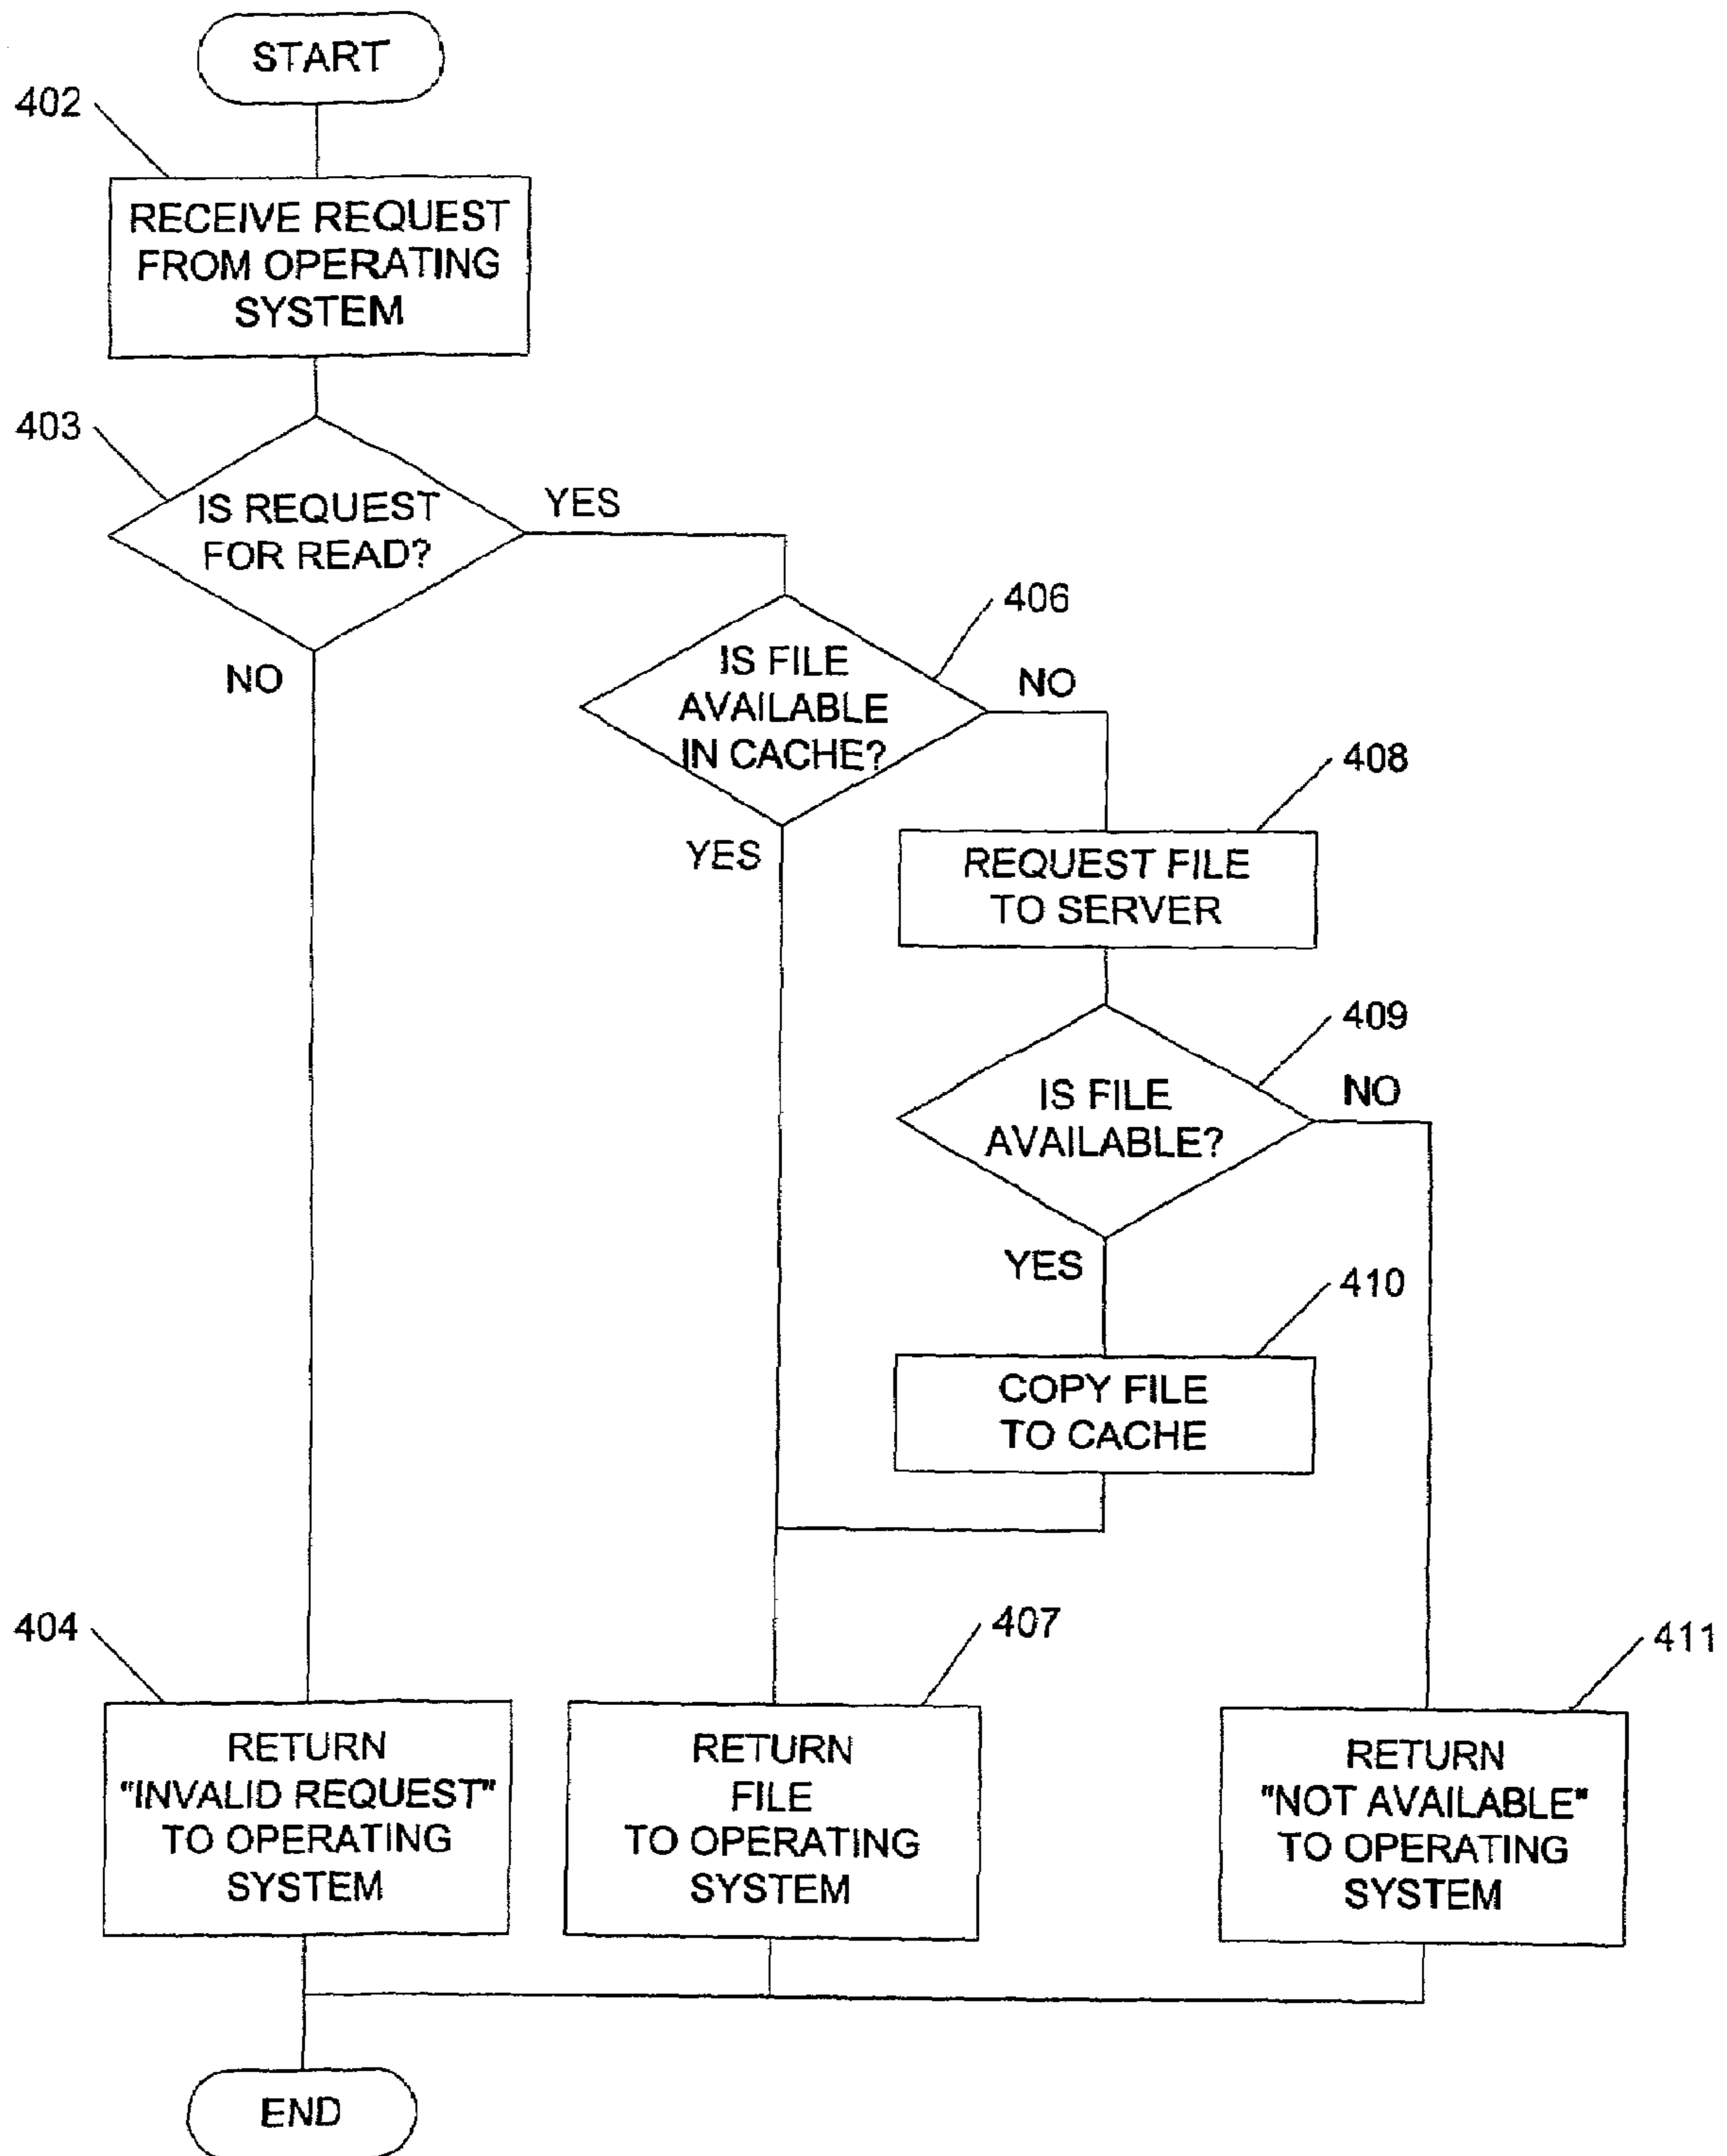 START
402
RECEIVE REQUEST
FROM OPERATING
SYSTEM
403
IS REQUEST
FOR READ?
YES
NO
406
IS FILE
AVAILABLE
IN CACHE?
NO
YES
408
REQUEST FILE
TO SERVER
409
IS FILE
AVAILABLE?
NO
YES
410
COPY FILE
TO CACHE
404
RETURN
"INVALID REQUEST"
TO OPERATING
SYSTEM
407
RETURN
FILE
TO OPERATING
SYSTEM
411
RETURN
"NOT AVAILABLE"
TO OPERATING
SYSTEM
END